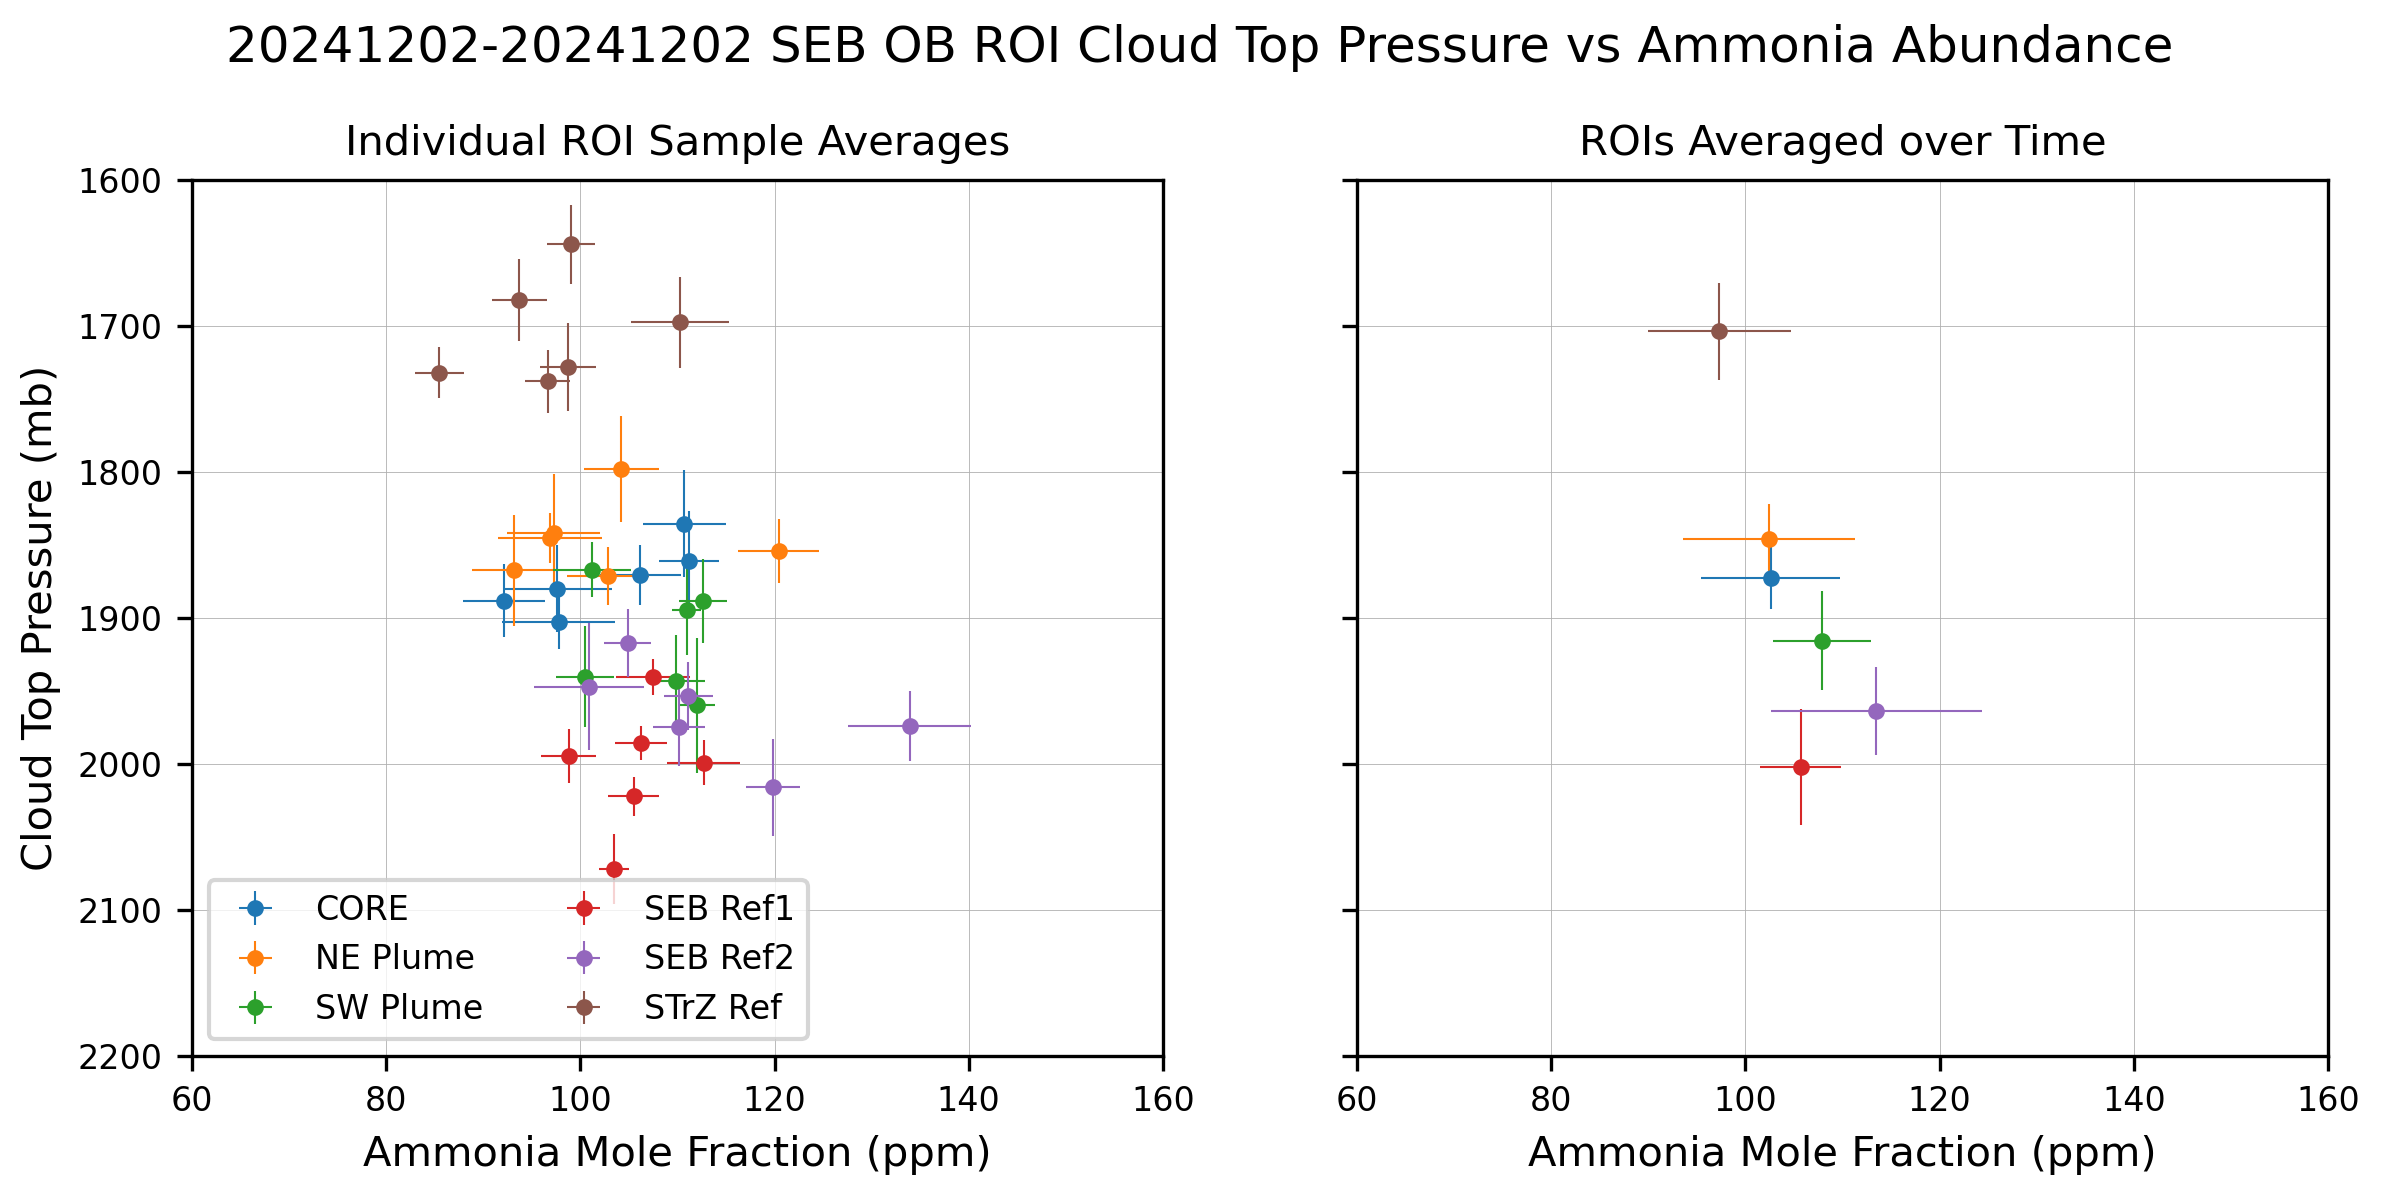 20241202-20241202 SEB OB ROI Cloud Top Pressure vs Ammonia Abundance
Individual ROI Sample Averages
ROIs Averaged over Time
Cloud Top Pressure (mb)
1600
1700
1800
1900
2000
2100
2200
CORE
NE Plume
SW Plume
SEB Ref1
SEB Ref2
STrZ Ref
60 80 100 120 140 160
60 80 100 120 140 160
Ammonia Mole Fraction (ppm)
Ammonia Mole Fraction (ppm)